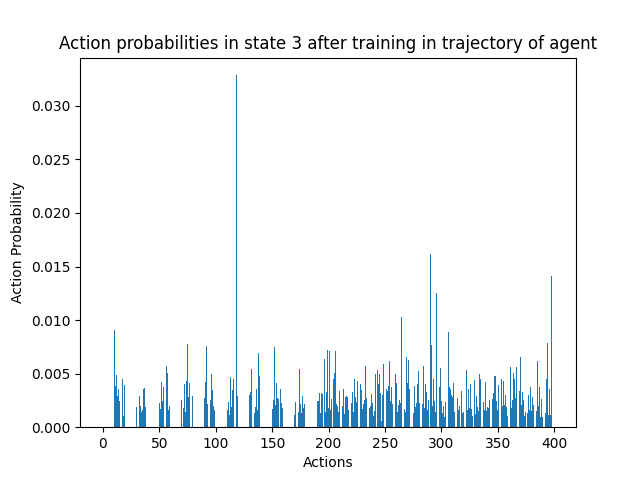 Action probabilities in state 3 after training in trajectory of agent
0.030
0.025
0.020
0.015
0.010
0.005
0.000
Action Probability
0 50 100 150 200 250 300 350 400
Actions